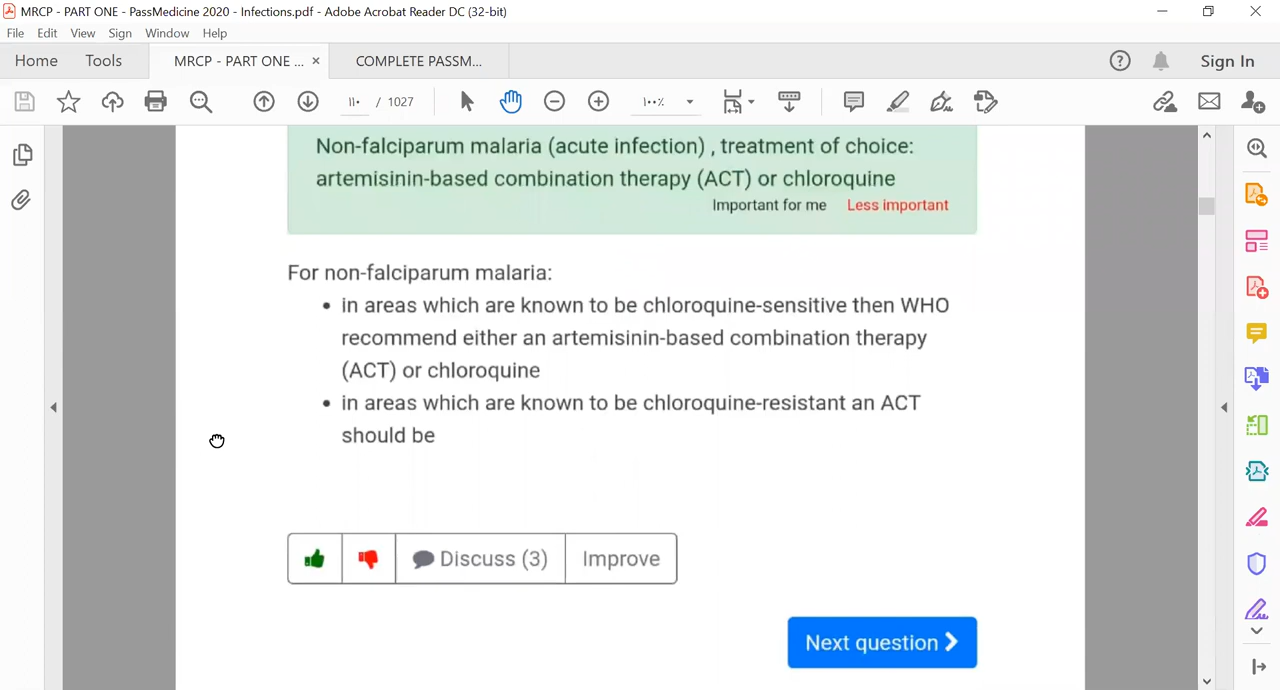 MRCP - PART ONE - PassMedicine 2020 - Infections.pdf - Adobe Acrobat Reader DC (32-bit)
File Edit View Sign Window Help
Home Tools MRCP - PART ONE ... × COMPLETE PASSM... Sign In
١١٠ / 1027 ١٠٠٪
Non-falciparum malaria (acute infection) , treatment of choice:
artemisinin-based combination therapy (ACT) or chloroquine
Important for me Less important
For non-falciparum malaria:
• in areas which are known to be chloroquine-sensitive then WHO
recommend either an artemisinin-based combination therapy
(ACT) or chloroquine
• in areas which are known to be chloroquine-resistant an ACT
should be
Discuss (3) Improve
Next question